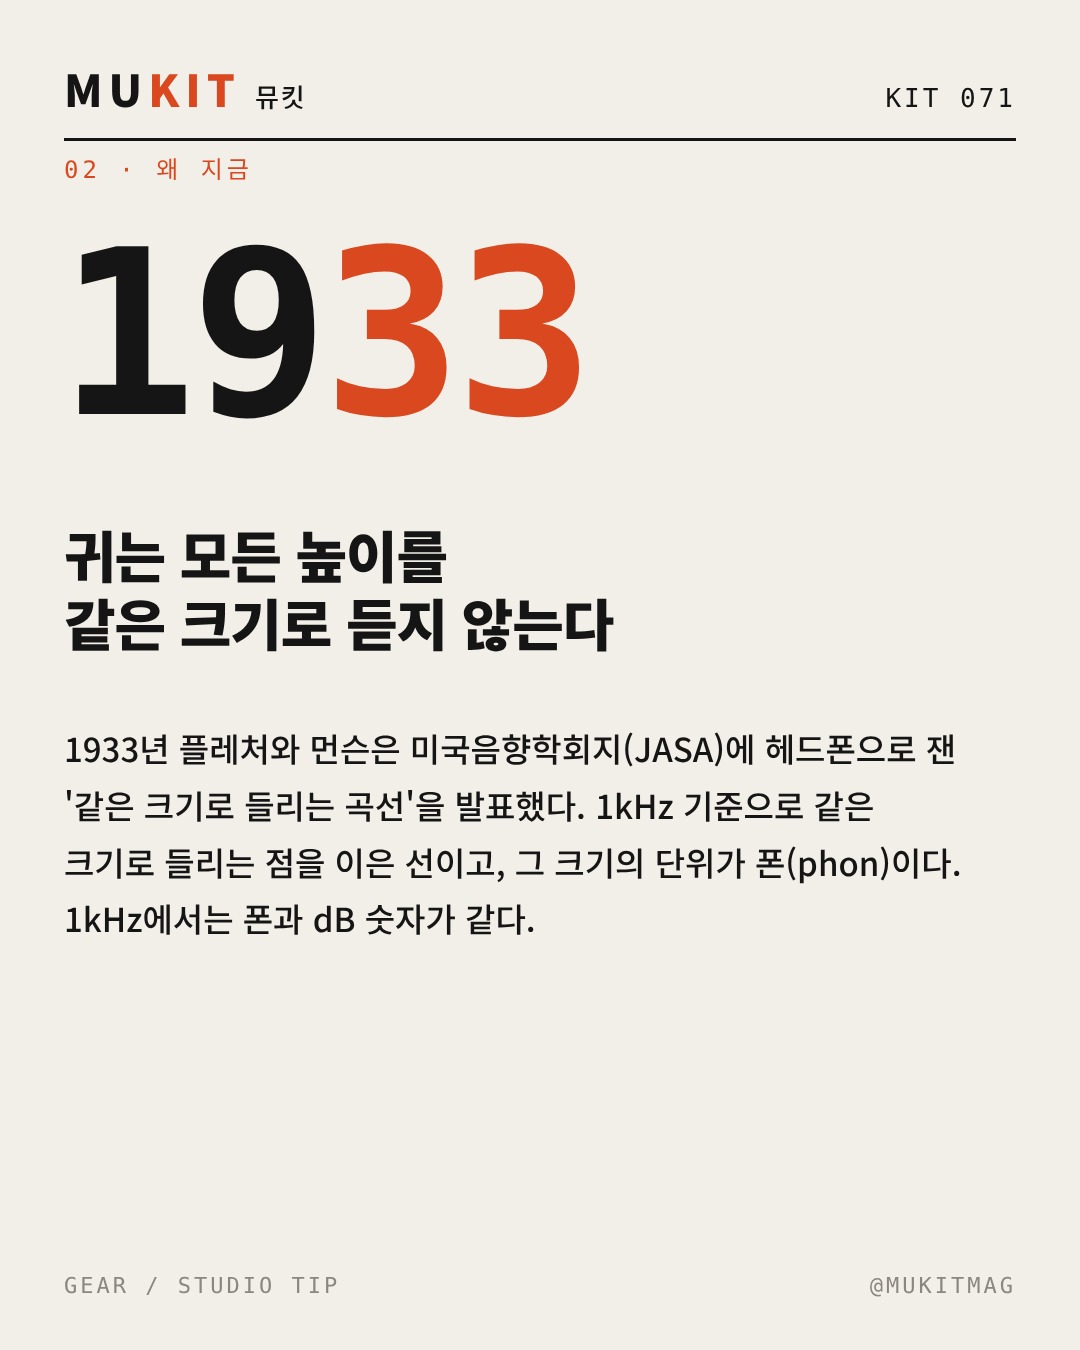 MUKIT 뮤킷
KIT 071
02 · 왜 지금
1933
귀는 모든 높이를
같은 크기로 듣지 않는다
1933년 플레처와 먼슨은 미국음향학회지(JASA)에 헤드폰으로 잰
'같은 크기로 들리는 곡선'을 발표했다. 1kHz 기준으로 같은
크기로 들리는 점을 이은 선이고, 그 크기의 단위가 폰(phon)이다.
1kHz에서는 폰과 dB 숫자가 같다.
GEAR / STUDIO TIP
@MUKITMAG